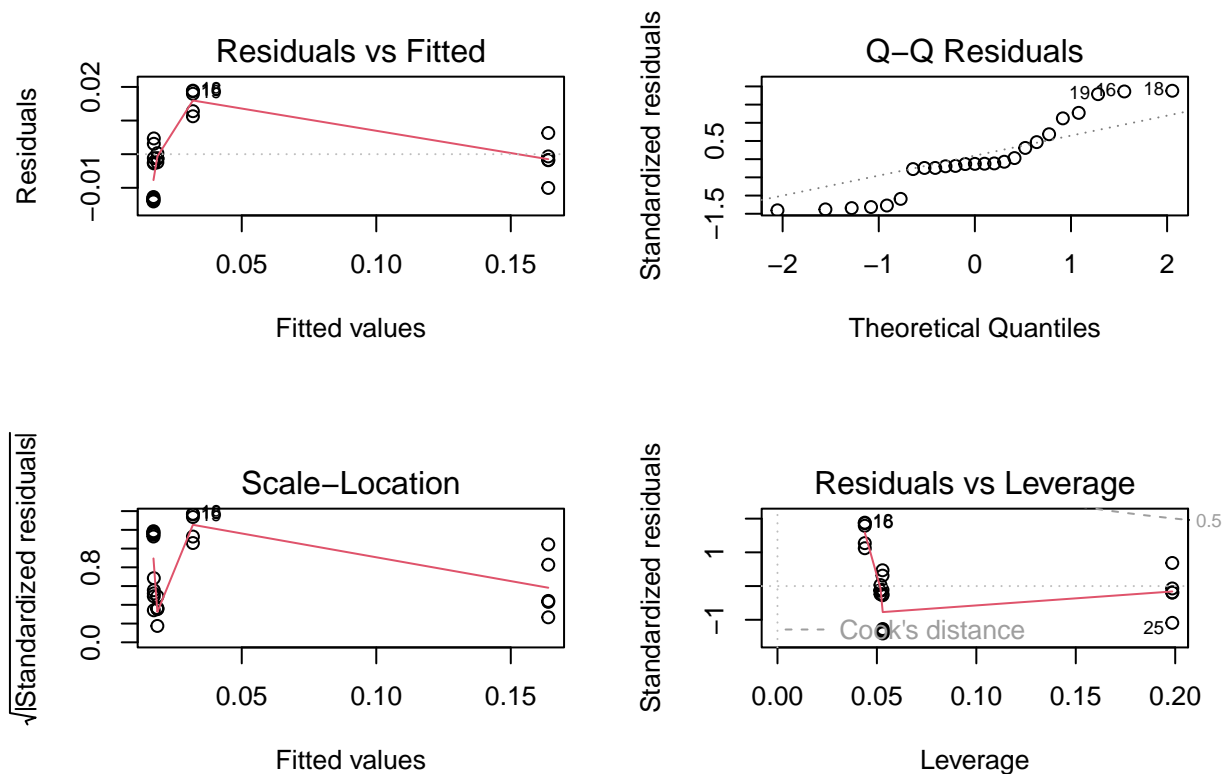 Residuals vs Fitted
Residuals
0.02
−0.01
18
16
0.05
0.10
0.15
Fitted values
Q−Q Residuals
Standardized residuals
0.5
−1.5
19
16
18
−2
−1
0
1
2
Theoretical Quantiles
Scale−Location
√|Standardized residuals|
0.8
0.0
0.05
0.10
0.15
Fitted values
Residuals vs Leverage
Standardized residuals
1
−1
0.5
25
Cook's distance
0.00
0.05
0.10
0.15
0.20
Leverage